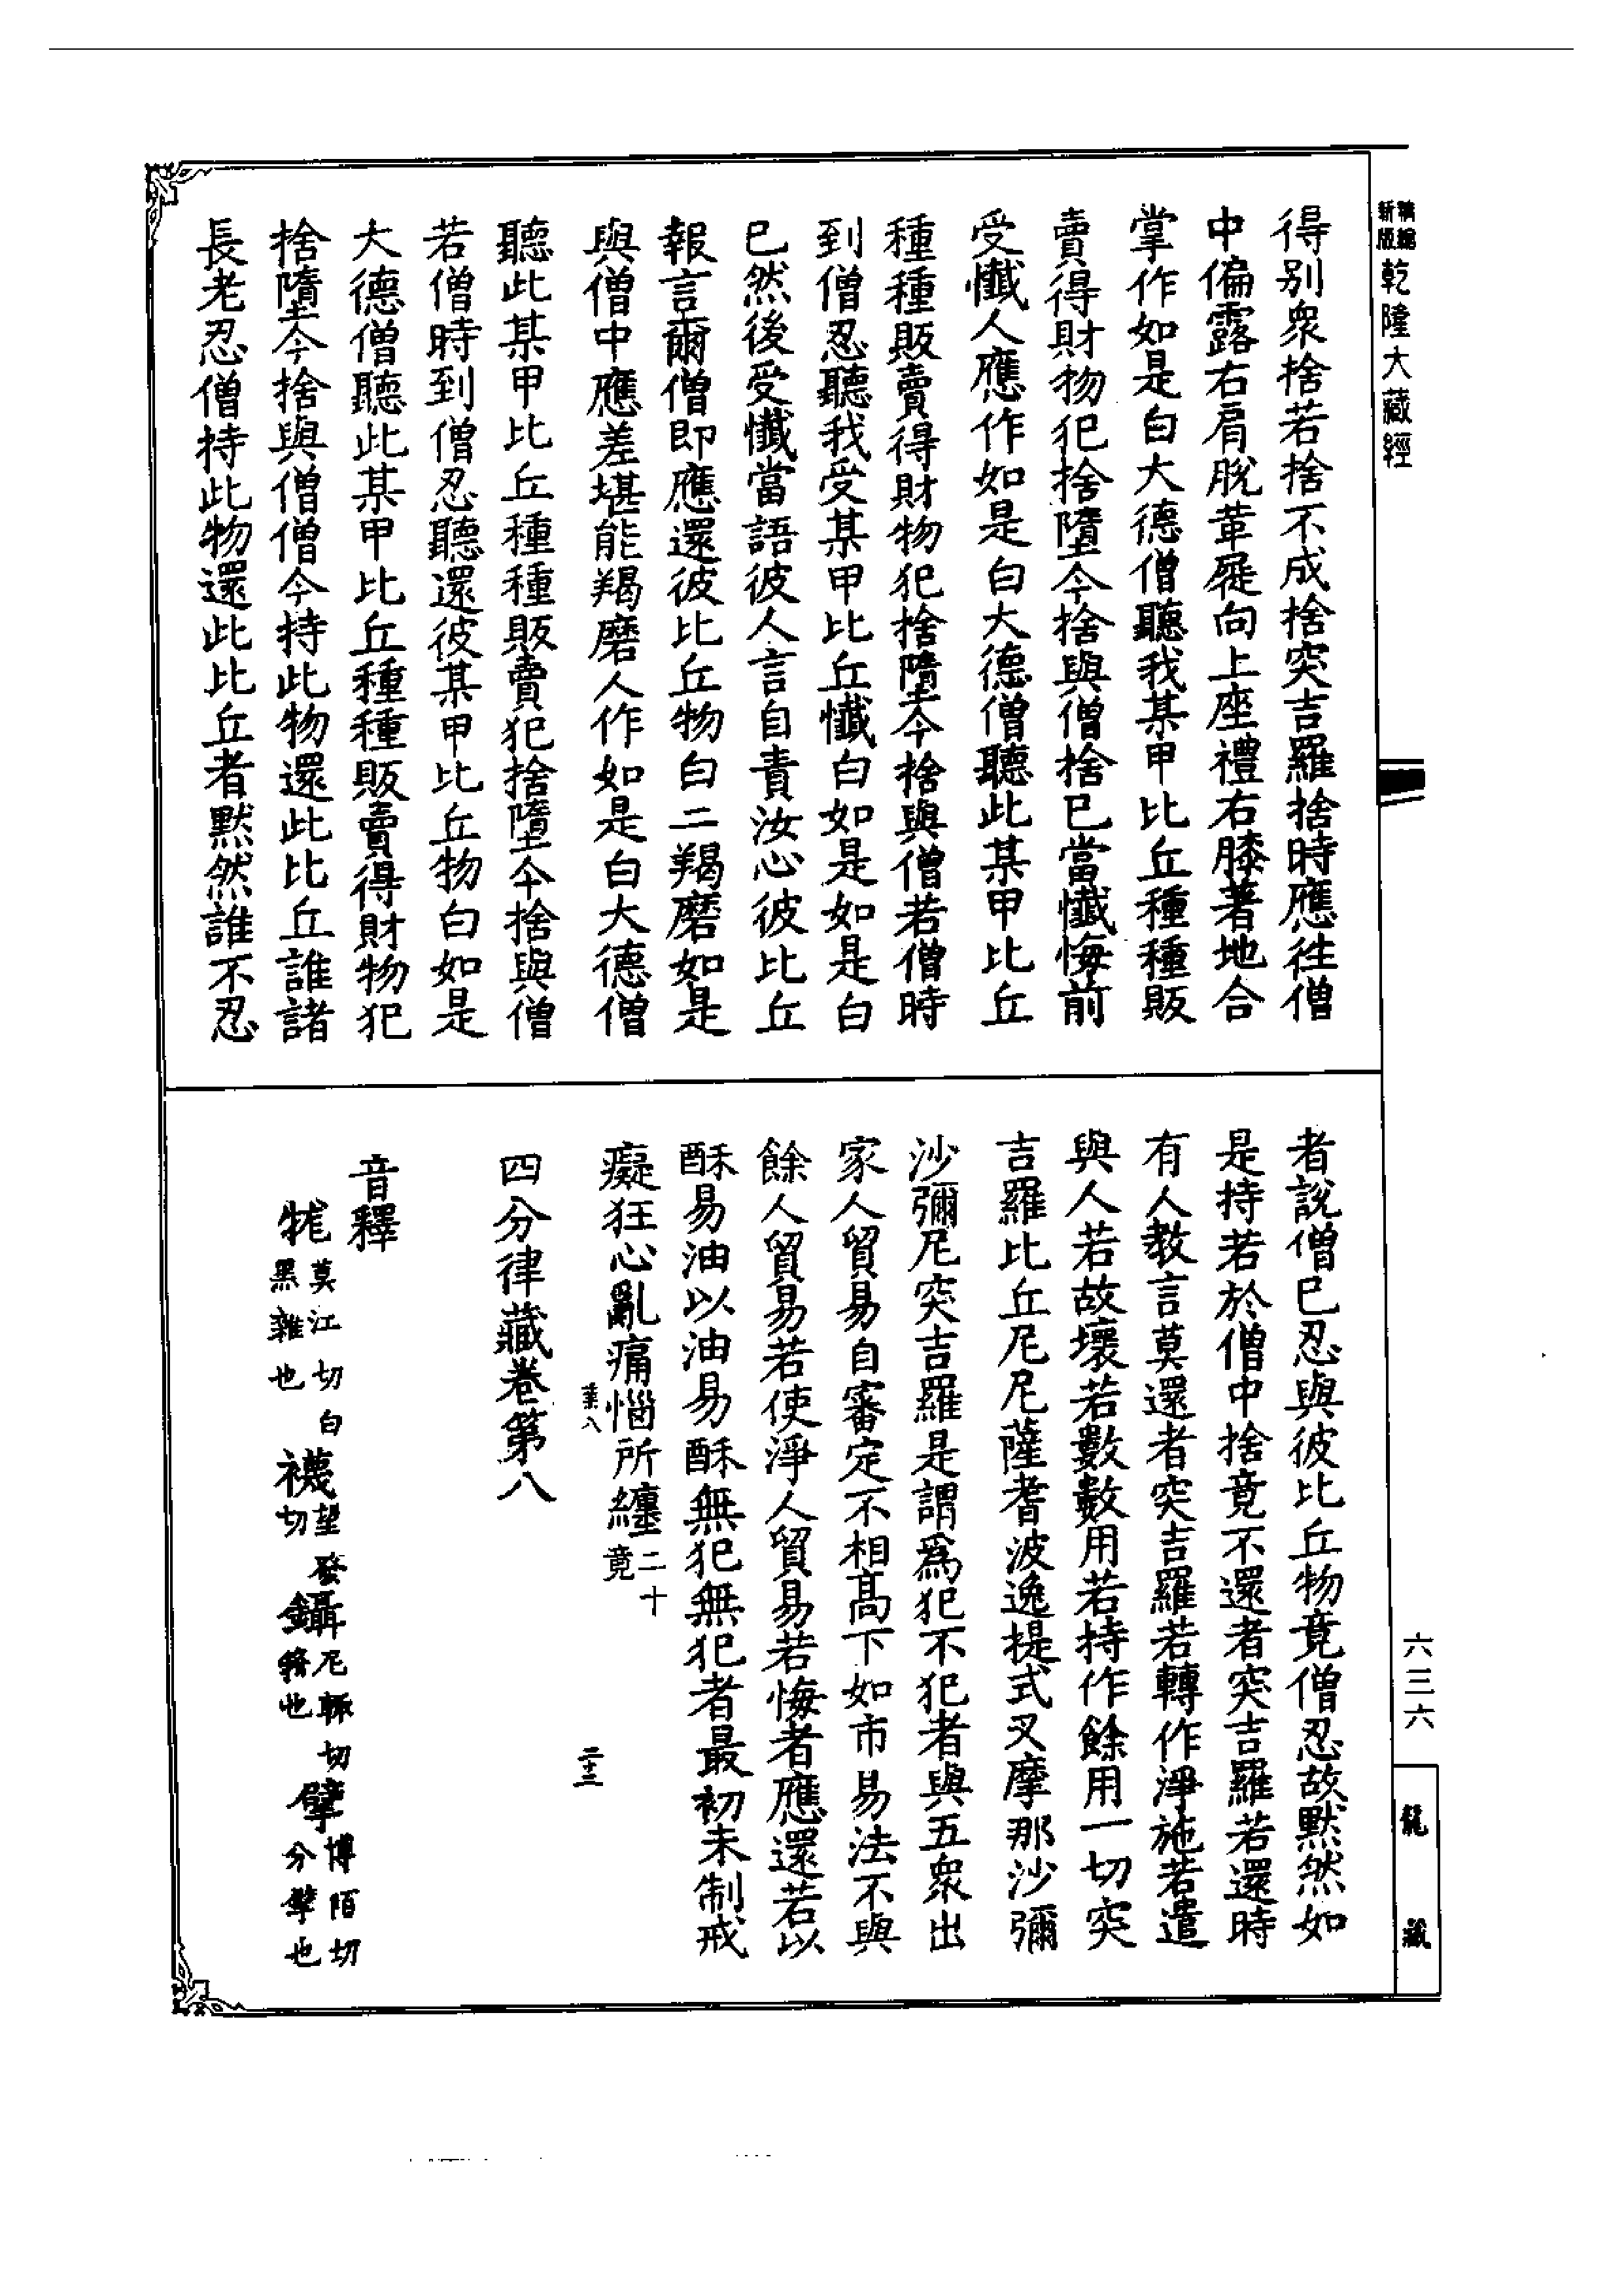 新編縮版乾隆大藏經
得別衆捨若捨不成捨突吉羅捨時應往僧
中偏露右肩脫革屣向上座禮右膝著地合
掌作如是白大德僧聽我某甲比丘種種販
賣得財物犯捨墮今捨與僧捨已當懺悔前
受懺人應作如是白大德僧聽此某甲比丘
種種販賣得財物犯捨墮今捨與僧若僧時
到僧忍聽我受某甲比丘懺白如是如是白
已然後受懺當語彼人言自責汝心彼比丘
報言爾僧即應還彼比丘物白二羯磨如是
與僧中應差堪能羯磨人作如是白大德僧
聽此某甲比丘種種販賣犯捨墮今捨與僧
若僧時到僧忍聽還彼某甲比丘物白如是
大德僧聽此某甲比丘種種販賣得財物犯
捨墮今捨與僧僧今持此物還此比丘誰諸
長老忍僧持此物還此比丘者默然誰不忍
者說僧已忍與彼比丘物竟僧忍故默然如
是持若於僧中捨竟不還者突吉羅若還時
有人教言莫還者突吉羅若轉作淨施若遣
與人若故壞若數數用若持作餘用一切突
吉羅比丘尼尼薩耆波逸提式叉摩那沙彌
沙彌尼突吉羅是謂爲犯不犯者與五衆出
家人貿易自審定不相高下如市易法不與
餘人貿易若使淨人貿易若悔者應還若以
酥易油以油易酥無犯無犯者最初未制戒
癡狂心亂痛惱所纏二十竟
業八 二十三
四分律藏卷第八
音釋
牻莫江切白黑雜也 襪望發切 鑷尼輒切鑷也 擘博陌切分擘也
六三六
龍藏